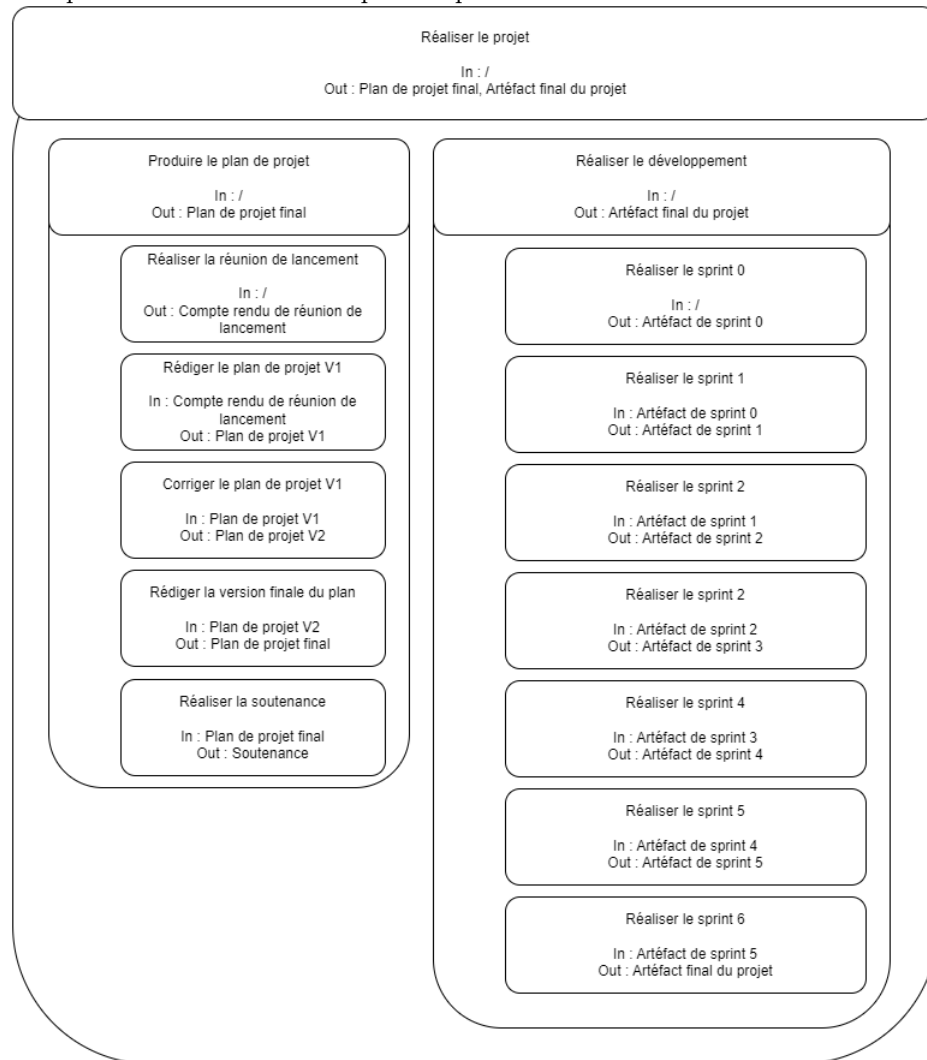 Réaliser le projet
In : /
Out : Plan de projet final, Artéfact final du projet
Produire le plan de projet
In : /
Out : Plan de projet final
Réaliser la réunion de lancement
In : /
Out : Compte rendu de réunion de
lancement
Rédiger le plan de projet V1
In : Compte rendu de réunion de
lancement
Out : Plan de projet V1
Corriger le plan de projet V1
In : Plan de projet V1
Out : Plan de projet V2
Rédiger la version finale du plan
In : Plan de projet V2
Out : Plan de projet final
Réaliser la soutenance
In : Plan de projet final
Out : Soutenance
Réaliser le développement
In : /
Out : Artéfact final du projet
Réaliser le sprint 0
In : /
Out : Artéfact de sprint 0
Réaliser le sprint 1
In : Artéfact de sprint 0
Out : Artéfact de sprint 1
Réaliser le sprint 2
In : Artéfact de sprint 1
Out : Artéfact de sprint 2
Réaliser le sprint 2
In : Artéfact de sprint 2
Out : Artéfact de sprint 3
Réaliser le sprint 4
In : Artéfact de sprint 3
Out : Artéfact de sprint 4
Réaliser le sprint 5
In : Artéfact de sprint 4
Out : Artéfact de sprint 5
Réaliser le sprint 6
In : Artéfact de sprint 5
Out : Artéfact final du projet